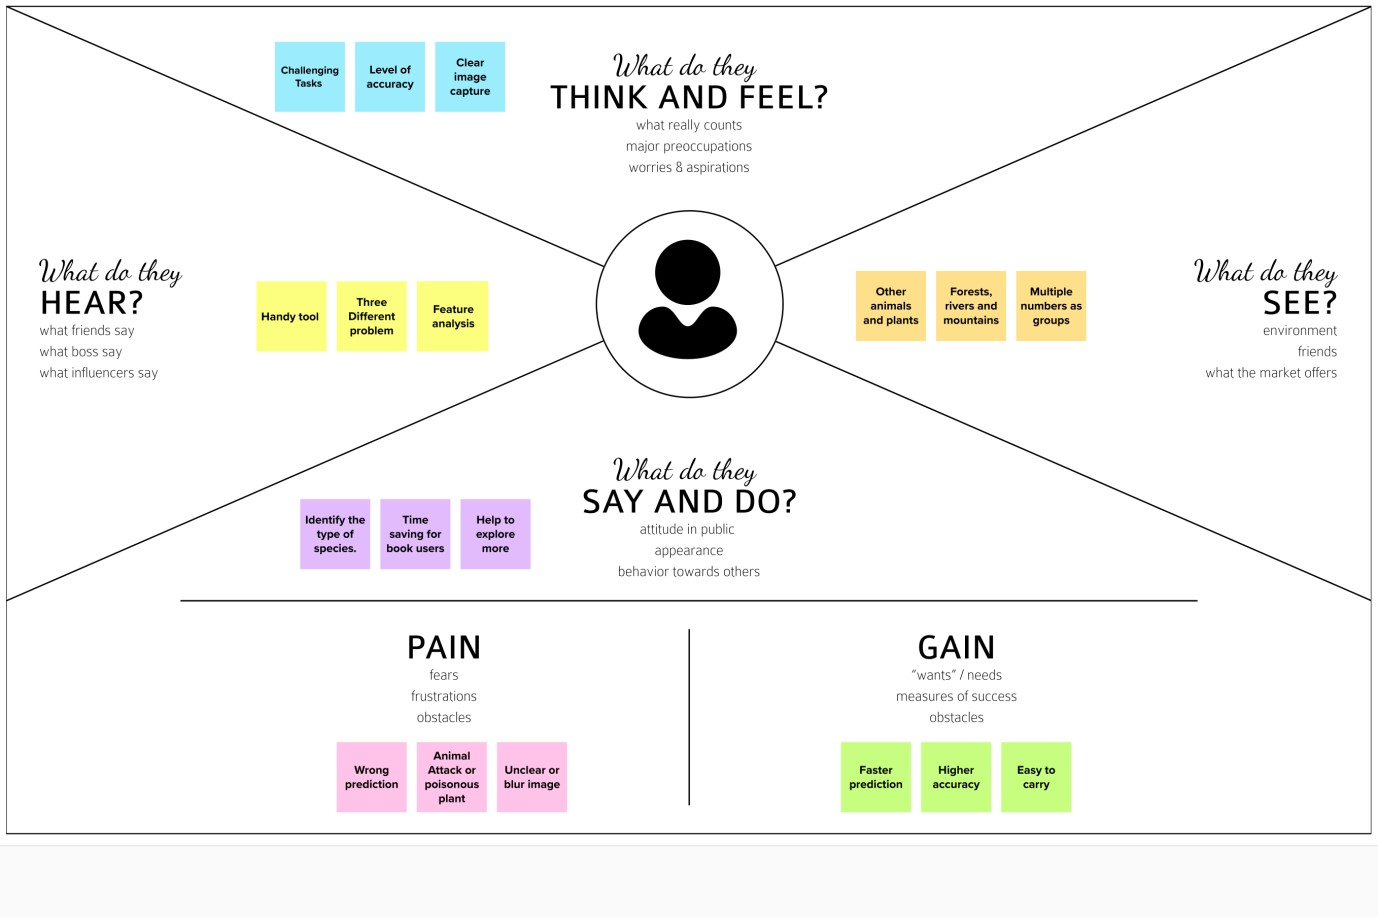 Challenging
Tasks
Level of
accuracy
Clear
image
capture
What do they
THINK AND FEEL?
what really counts
major preoccupations
worries & aspirations
What do they
HEAR?
what friends say
what boss say
what influencers say
Handy tool
Three
Different
problem
Feature
analysis
Other
animals
and plants
Forests,
rivers and
mountains
Multiple
numbers as
groups
What do they
SEE?
environment
friends
what the market offers
Identify the
type of
species.
Time
saving for
book users
Help to
explore
more
What do they
SAY AND DO?
attitude in public
appearance
behavior towards others
PAIN
fears
frustrations
obstacles
Wrong
prediction
Animal
Attack or
poisonous
plant
Unclear or
blur image
GAIN
“wants” / needs
measures of success
obstacles
Faster
prediction
Higher
accuracy
Easy to
carry